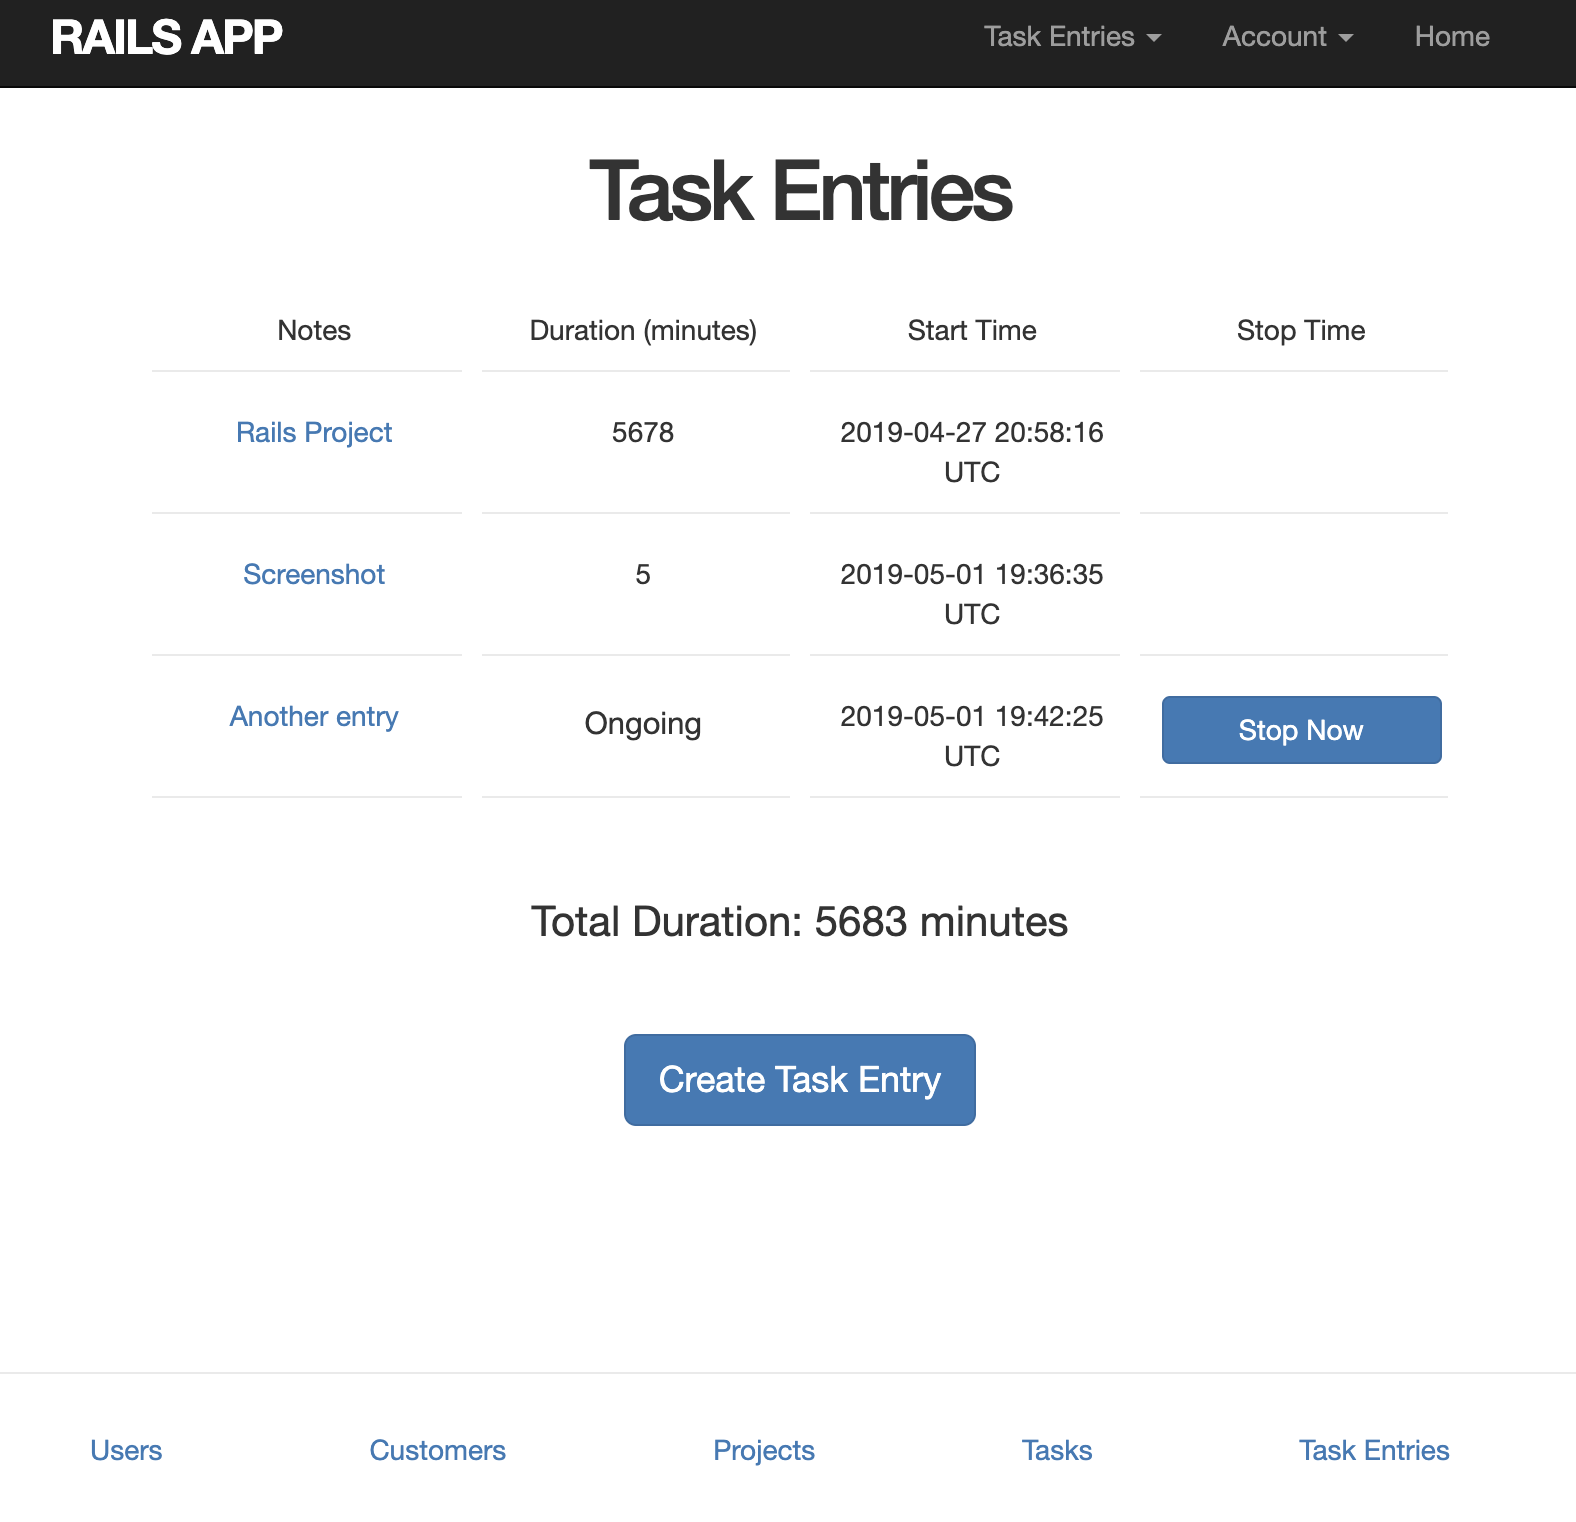 RAILS APP Task Entries Account Home
Task Entries
Notes Duration (minutes) Start Time Stop Time
Rails Project 5678 2019-04-27 20:58:16
UTC
Screenshot 5 2019-05-01 19:36:35
UTC
Another entry Ongoing 2019-05-01 19:42:25 Stop Now
UTC
Total Duration: 5683 minutes
Create Task Entry
Users Customers Projects Tasks Task Entries